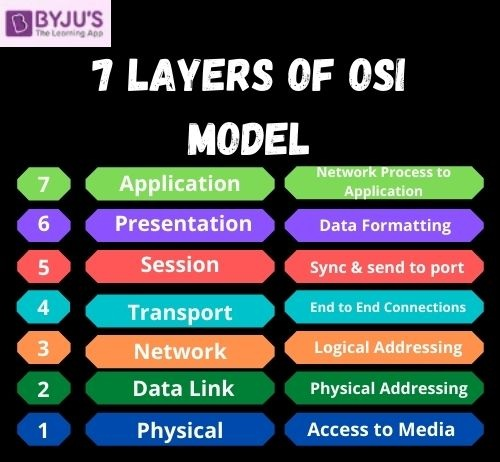 BYJU'S
The Learning App
7 LAYERS OF OSI
MODEL
7 Application Network Process to
Application
6 Presentation Data Formatting
5 Session Sync & send to port
4 Transport End to End Connections
3 Network Logical Addressing
2 Data Link Physical Addressing
1 Physical Access to Media